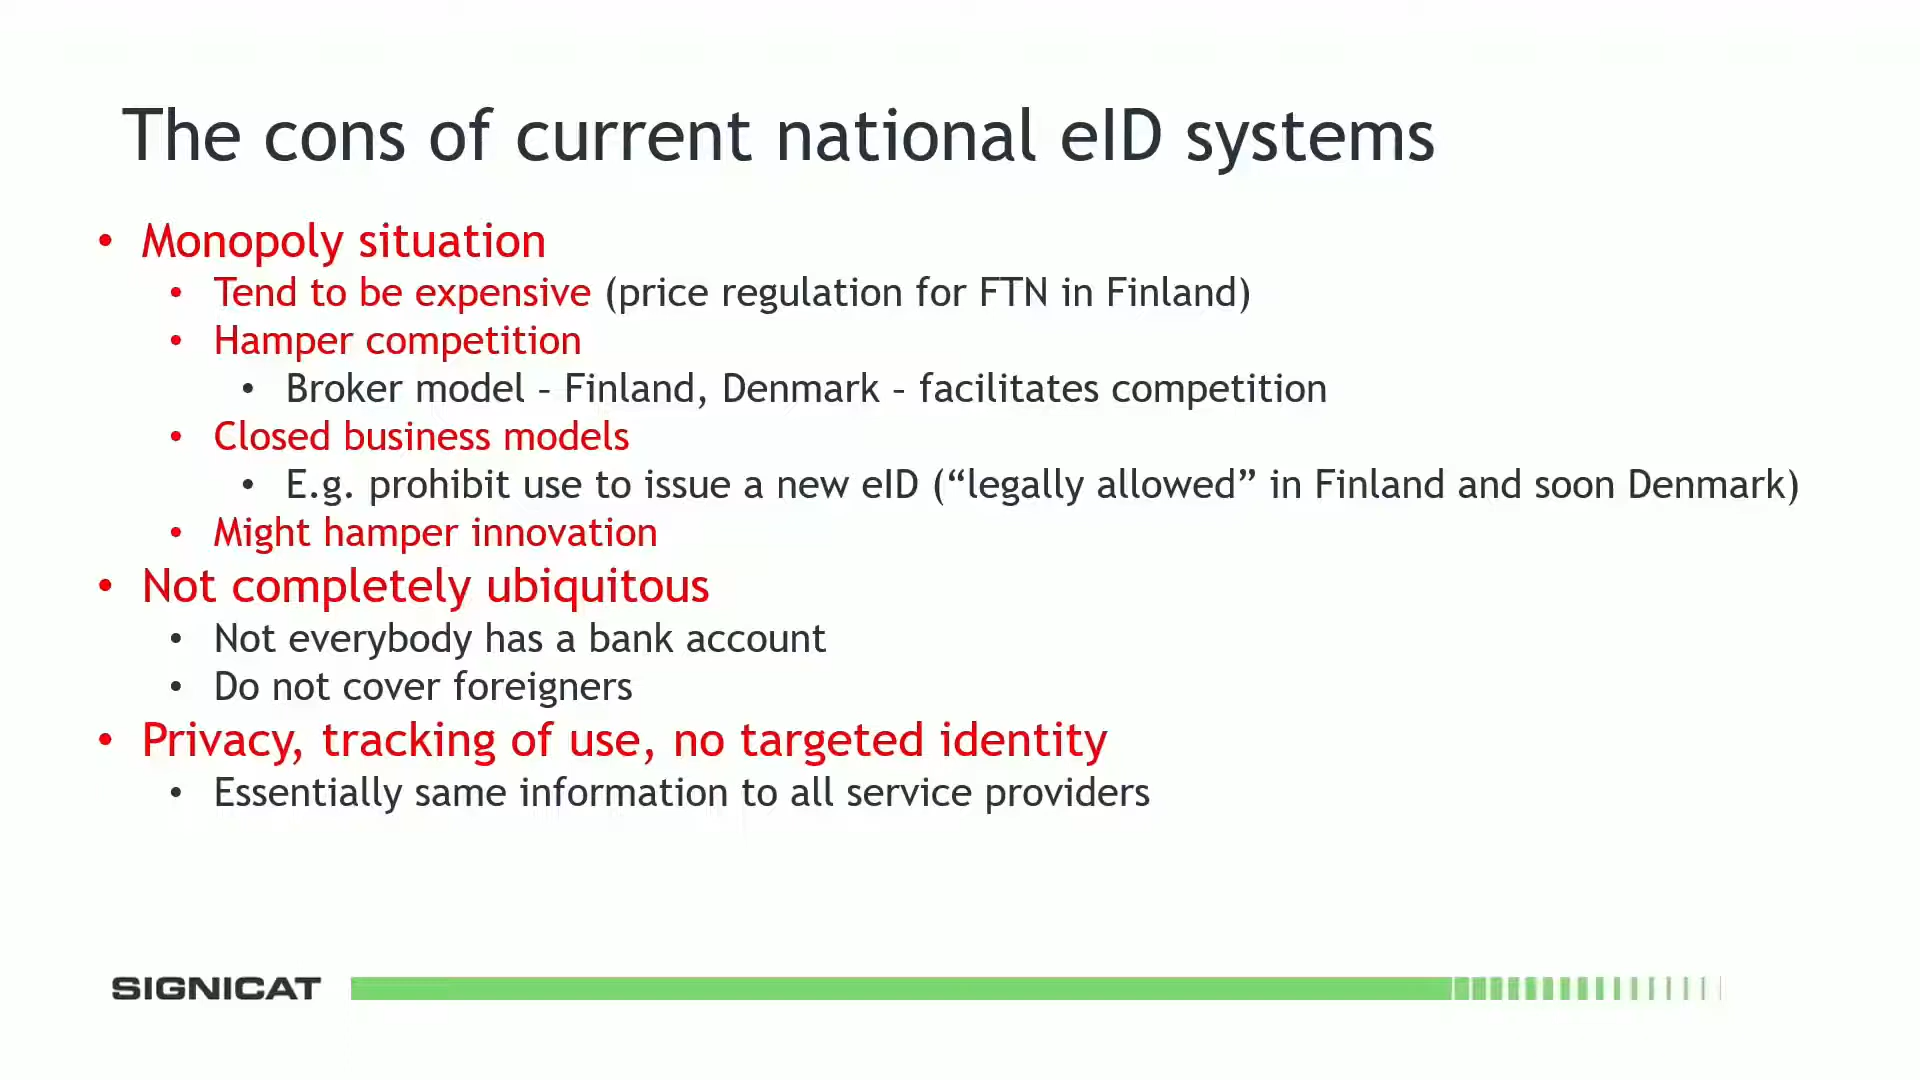 The cons of current national eID systems
• Monopoly situation
• Tend to be expensive (price regulation for FTN in Finland)
• Hamper competition
• Broker model – Finland, Denmark – facilitates competition
• Closed business models
• E.g. prohibit use to issue a new eID (“legally allowed” in Finland and soon Denmark)
• Might hamper innovation
• Not completely ubiquitous
• Not everybody has a bank account
• Do not cover foreigners
• Privacy, tracking of use, no targeted identity
• Essentially same information to all service providers
SIGNICAT